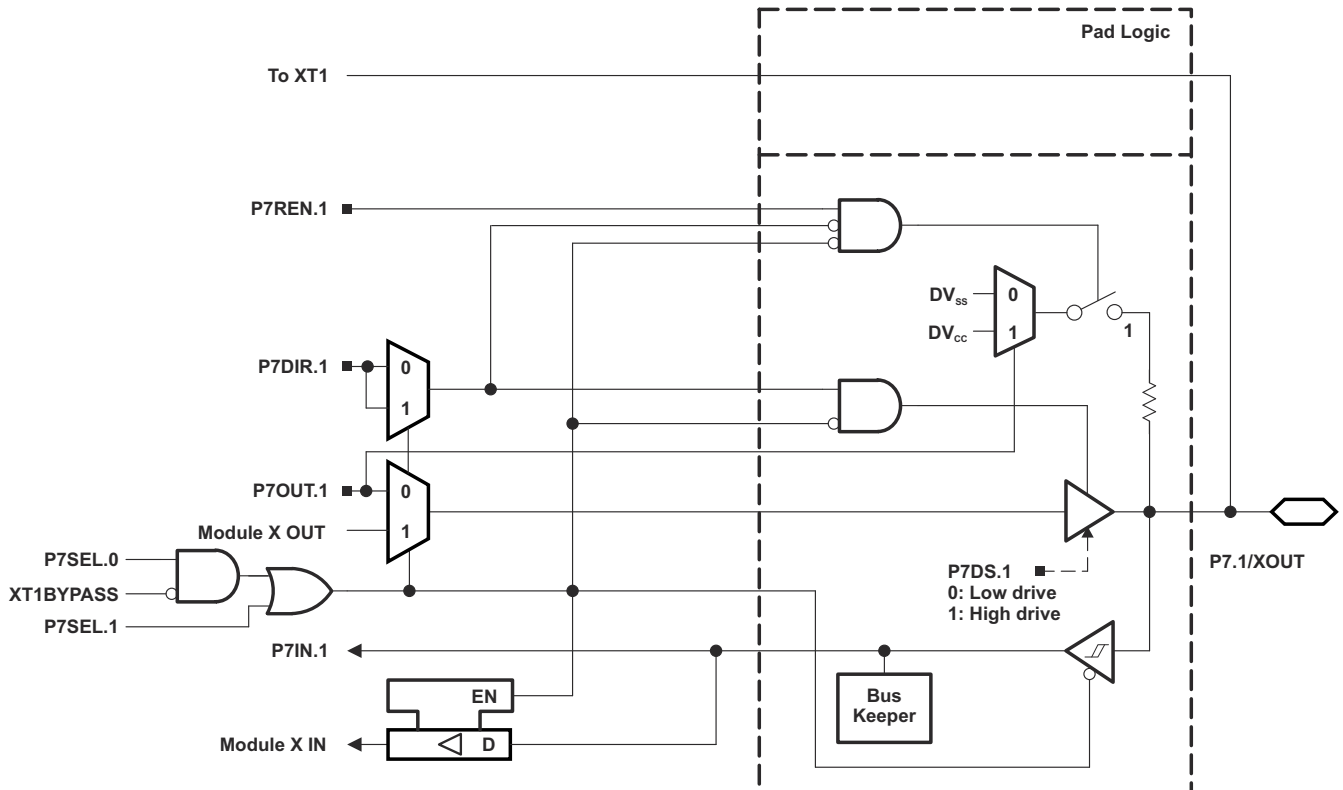 Pad Logic
To XT1
P7REN.1
DVSS
0
DVCC
1
1
P7DIR.1
0
1
P7OUT.1
0
Module X OUT
1
P7SEL.0
XT1BYPASS
P7SEL.1
P7DS.1
0: Low drive
1: High drive
P7.1/XOUT
P7IN.1
EN
Bus
Keeper
Module X IN
D